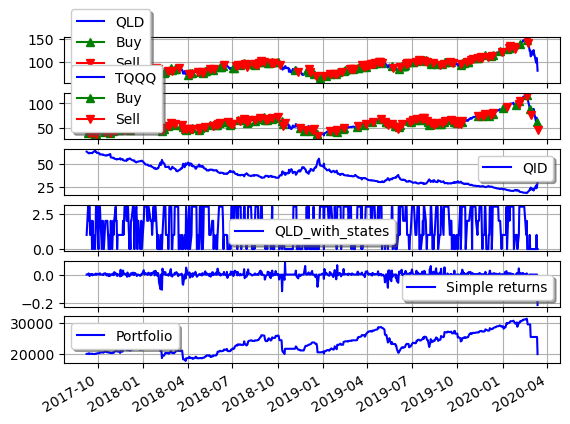 QLD
Buy
Sell
150
100
TQQQ
Buy
Sell
100
50
QID
50
25
QLD_with_states
2.5
0.0
Simple returns
0.0
−0.2
Portfolio
30000
20000
2017-10 2018-01 2018-04 2018-07 2018-10 2019-01 2019-04 2019-07 2019-10 2020-01 2020-04